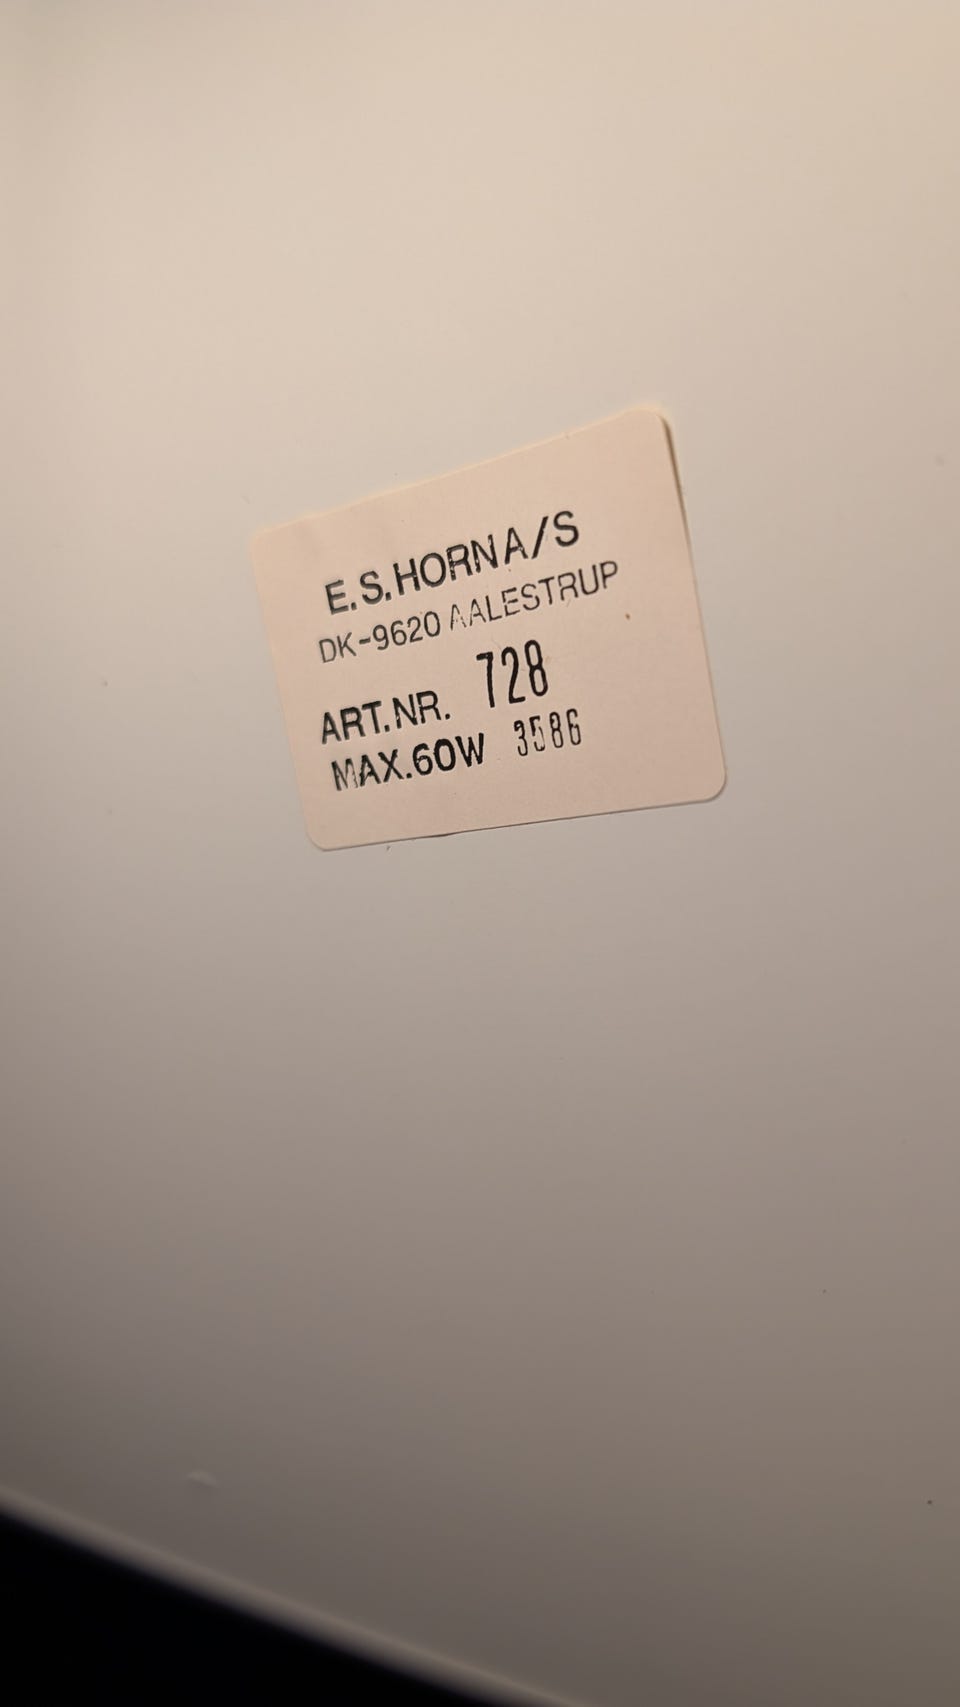 E.S.HORN A/S
DK-9620 AALESTRUP
ART.NR. 728
MAX.60W 3586